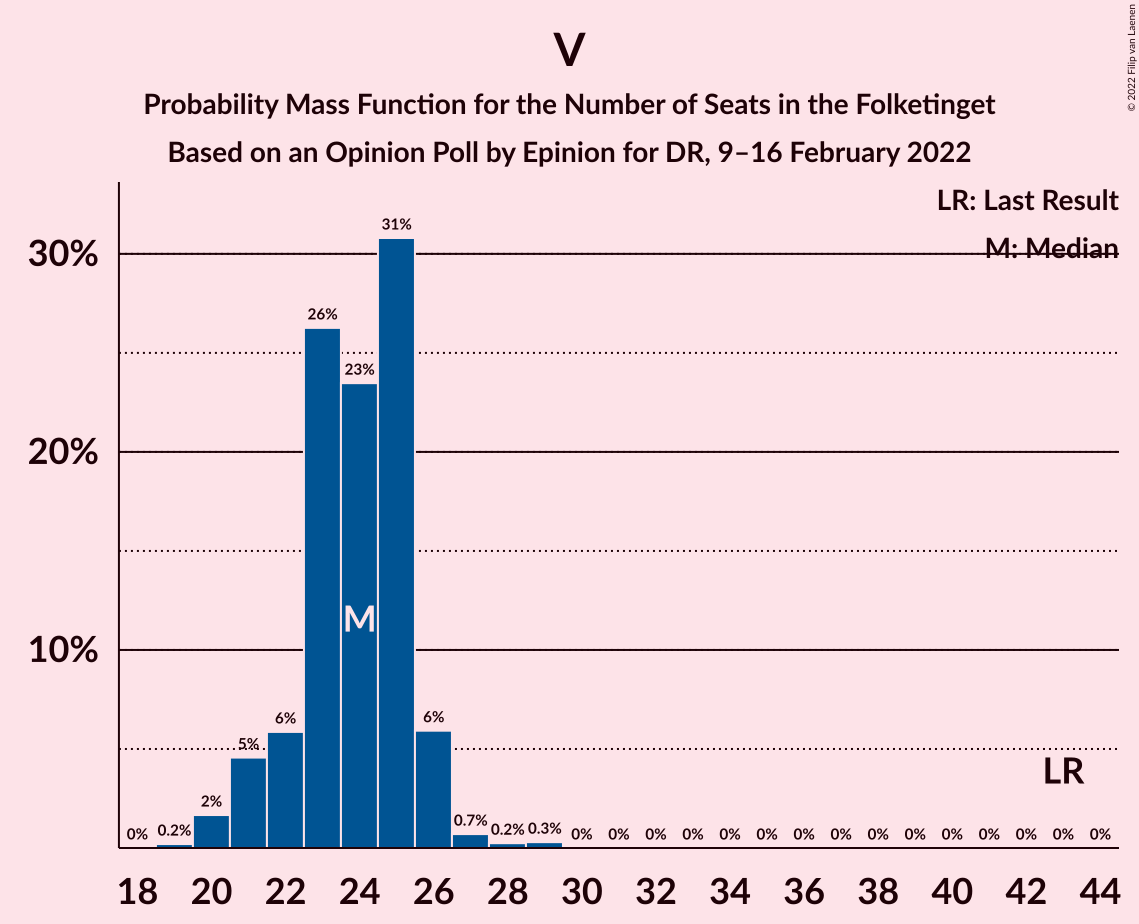 V
Probability Mass Function for the Number of Seats in the Folketinget
Based on an Opinion Poll by Epinion for DR, 9–16 February 2022
© 2022 Filip van Laenen
LR: Last Result
M: Median
30%
20%
10%
0% 0.2% 2% 5% 6% 26% 23% 31% 6% 0.7% 0.2% 0.3% 0% 0% 0% 0% 0% 0% 0% 0% 0% 0% 0% 0% 0% 0% 0%
M
LR
18 20 22 24 26 28 30 32 34 36 38 40 42 44